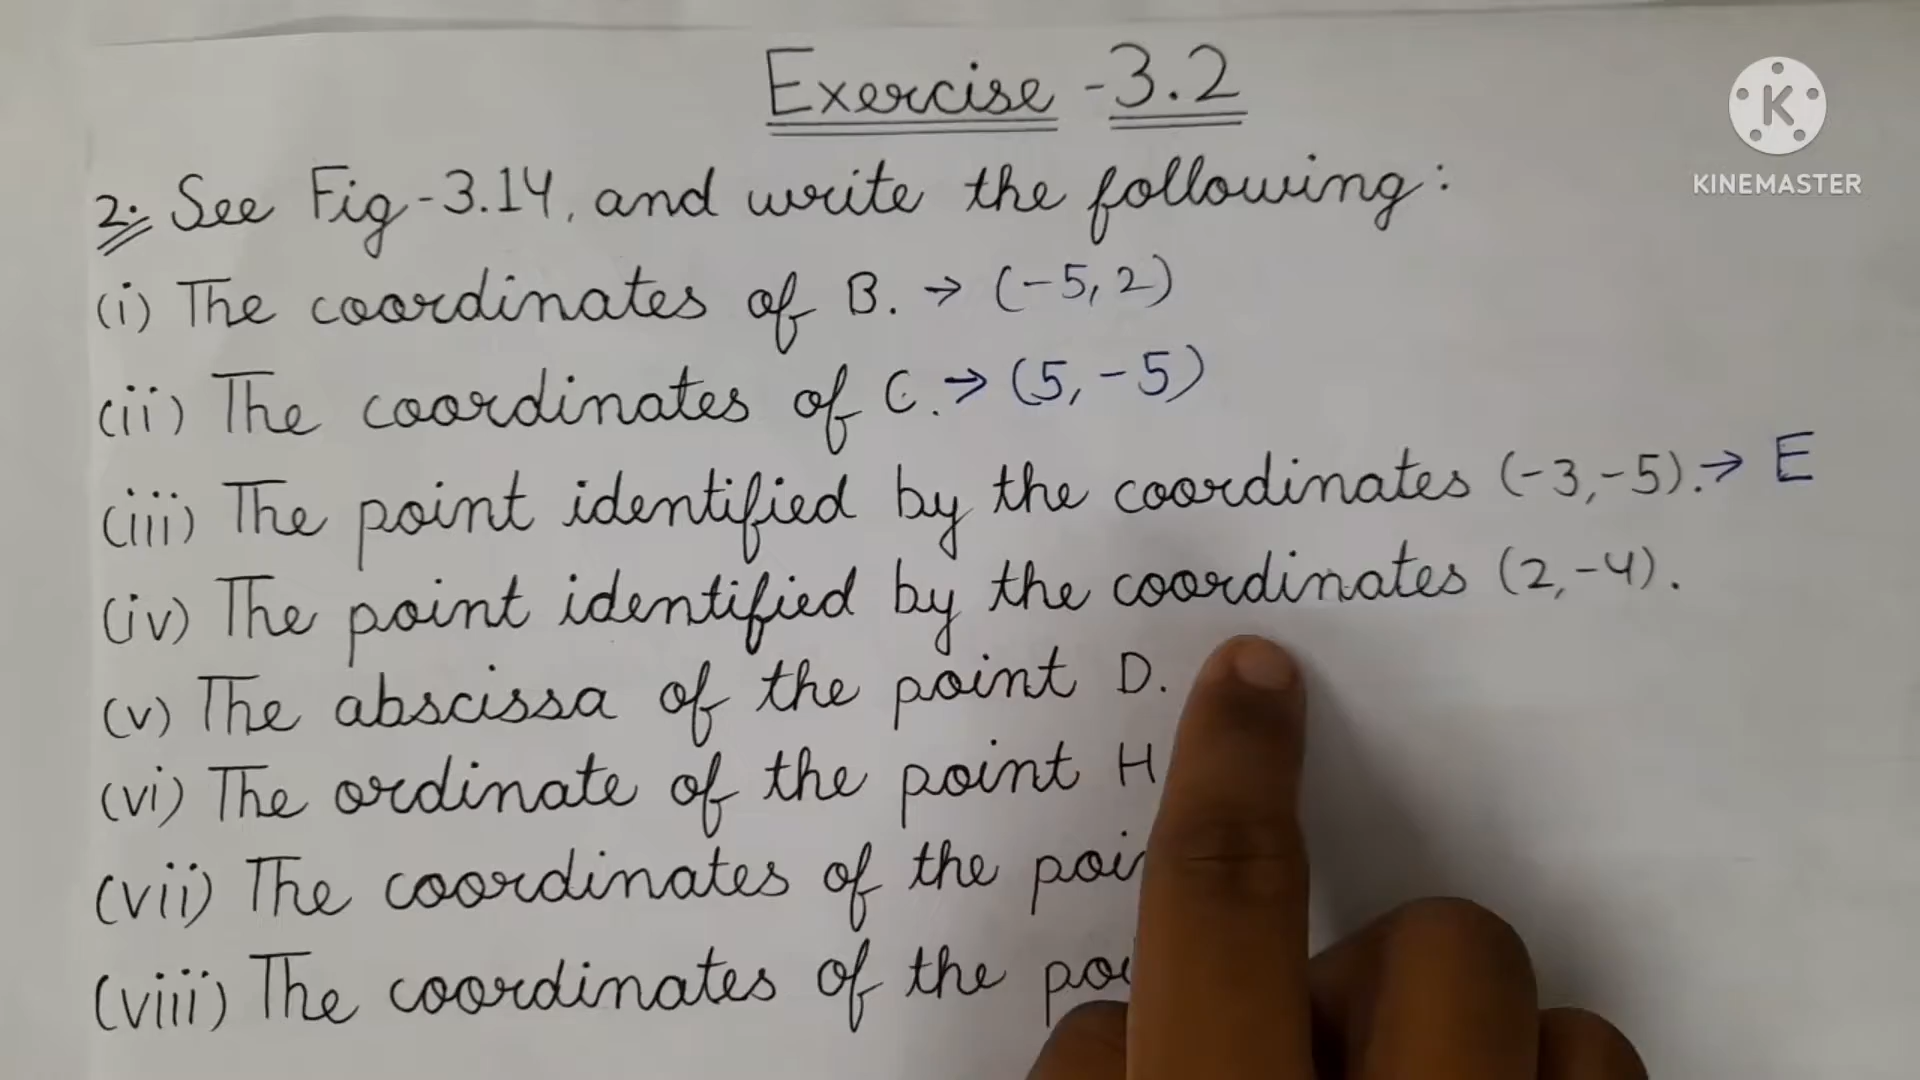 Exercise - 3.2
K
KINEMASTER
2. See Fig-3.14, and write the following:
(i) The coordinates of B. → (-5, 2)
(ii) The coordinates of C. → (5, -5)
(iii) The point identified by the coordinates (-3, -5). → E
(iv) The point identified by the coordinates (2, -4).
(v) The abscissa of the point D.
(vi) The ordinate of the point H
(vii) The coordinates of the
(viii) The coordinates of the